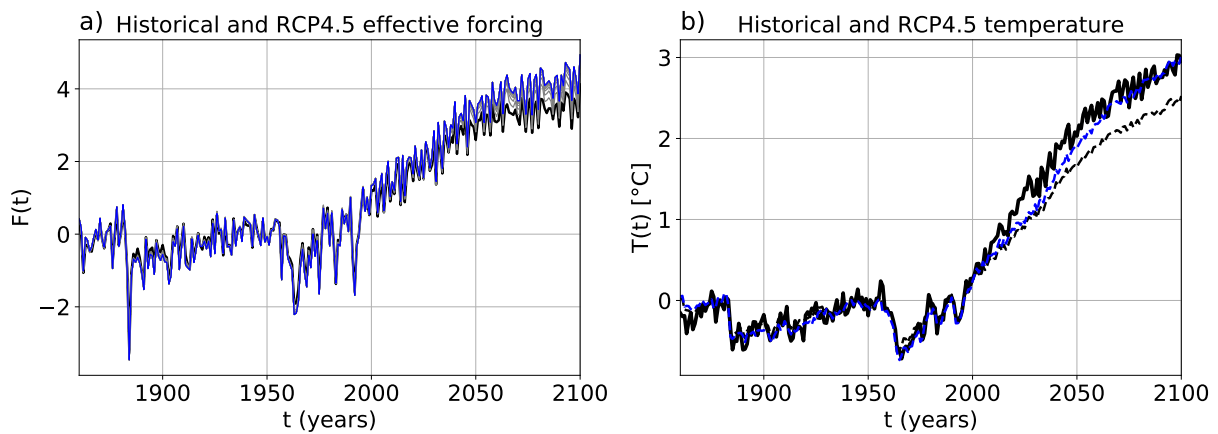 a) Historical and RCP4.5 effective forcing
F(t)
4
2
0
−2
1900 1950 2000 2050 2100
t (years)
b) Historical and RCP4.5 temperature
T(t) [°C]
3
2
1
0
1900 1950 2000 2050 2100
t (years)